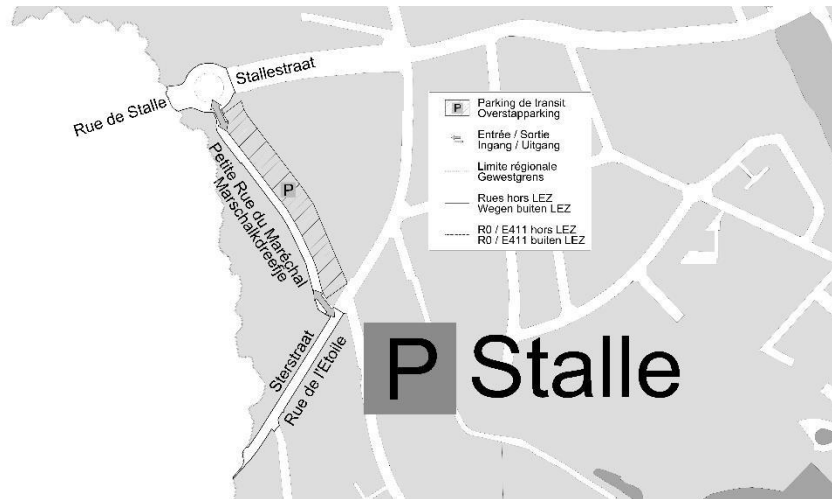 Rue de Stalle
Stallestraat
Petite Rue du Maréchal
Marschalkdreefje
P
Sterstraat
Rue de l'Etoile
P Parking de transit
Overstapparking
Entrée / Sortie
Ingang / Uitgang
Limite régionale
Gewestgrens
Rues hors LEZ
Wegen buiten LEZ
R0 / E411 hors LEZ
R0 / E411 buiten LEZ
P Stalle